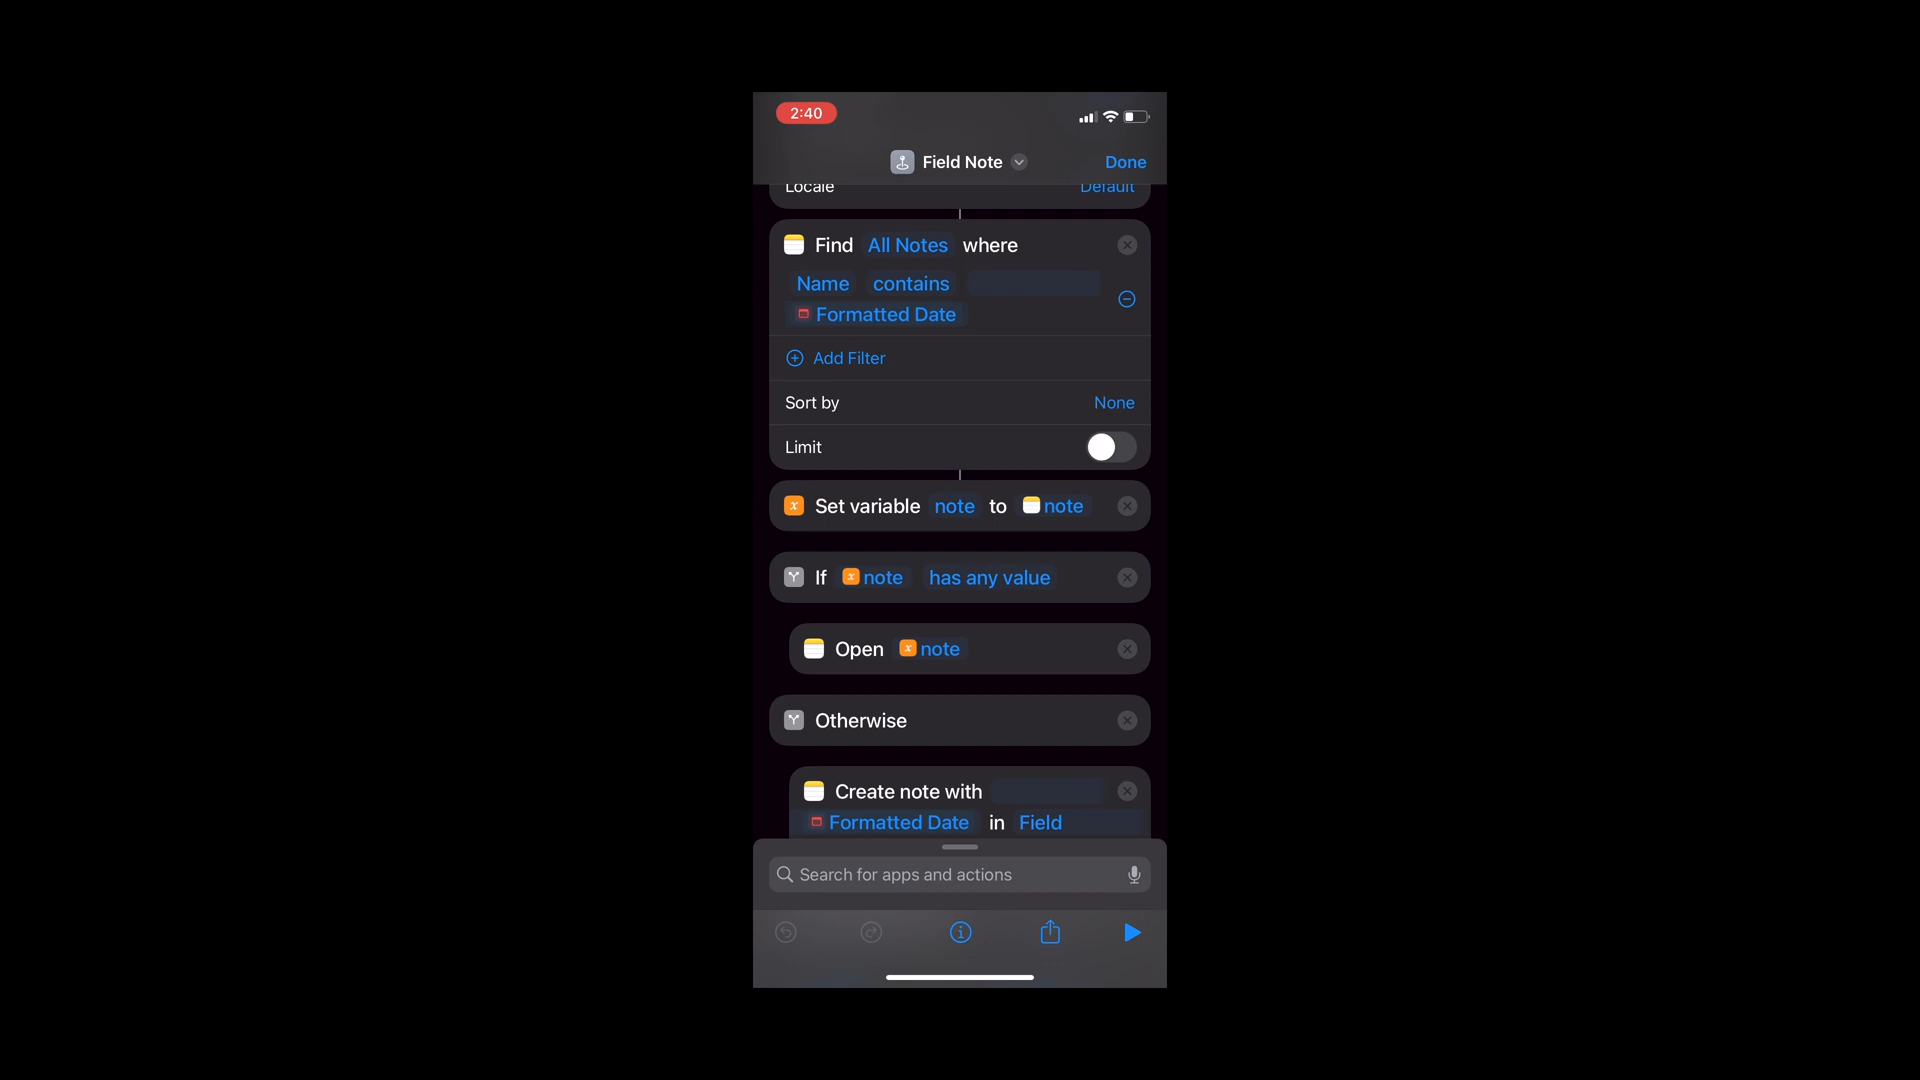 2:40
Field Note
Done
Locale
Default
Find All Notes where
Name contains
Formatted Date
Add Filter
Sort by
None
Limit
Set variable note to note
If note has any value
Open note
Otherwise
Create note with
Formatted Date in Field
Search for apps and actions